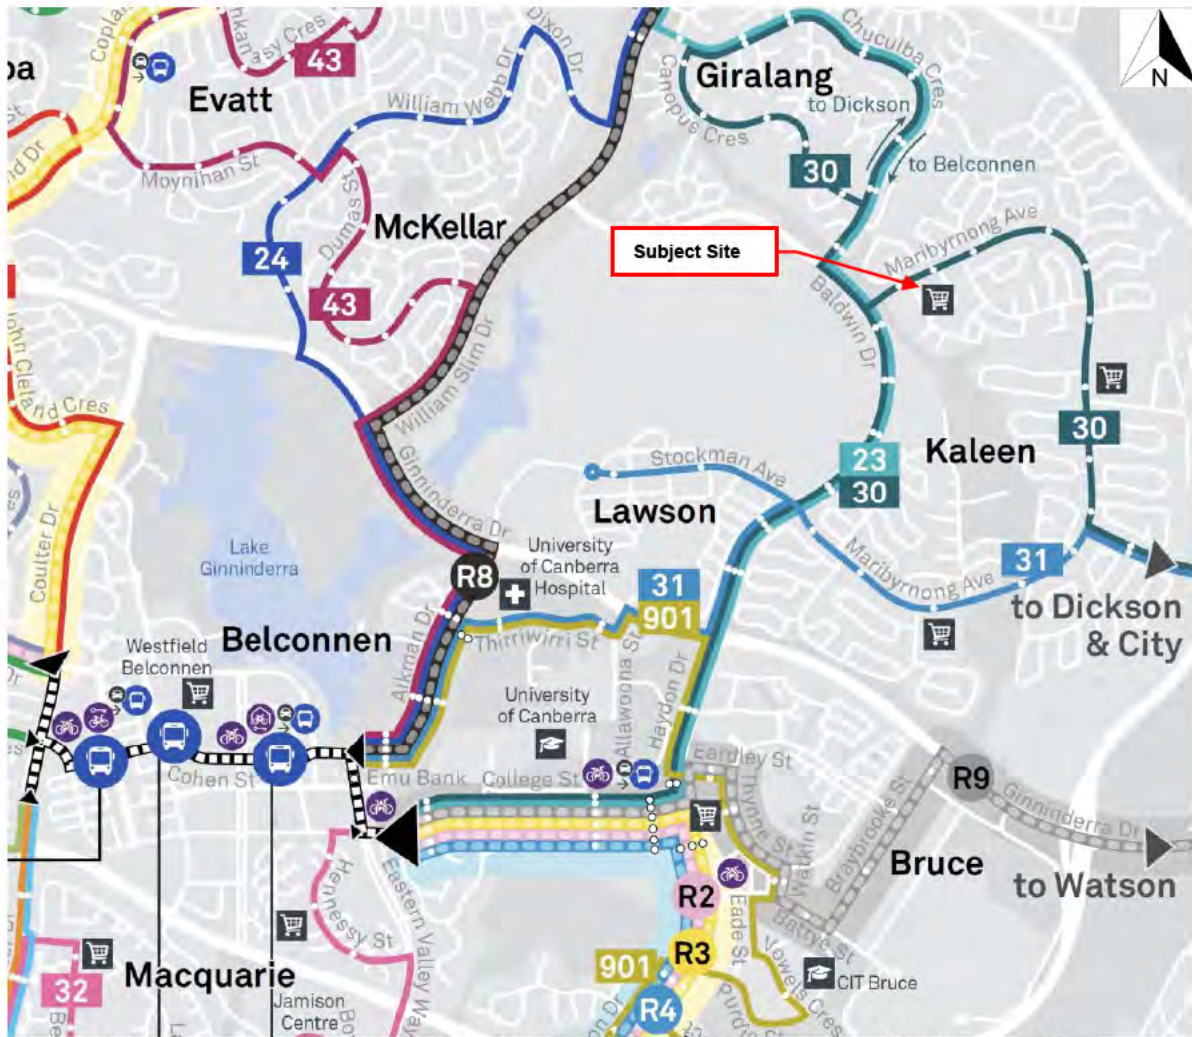 Evatt
43
Giralang
Chuculba Cres
Canopus Cres
to Dickson
to Belconnen
30
Dixon Dr
William Webb Dr
Moynihan St
Dumas St
McKellar
24
43
Subject Site
Maribyrnong Ave
Baldwin Dr
William Slim Dr
John Cleland Cres
Coulter Dr
Ginninderra Dr
Lake
Ginninderra
Stockman Ave
Lawson
23
30
Kaleen
30
Maribyrnong Ave
31
to Dickson
& City
R8
University
of Canberra
Hospital
31
901
Thirriwirri St
Allawoona St
Haydon Dr
Aikman Dr
Belconnen
Westfield
Belconnen
University
of Canberra
Cohen St
Emu Bank
College St
Eardley St
Thynne St
Watkin St
Braybrooke St
R9
Ginninderra Dr
to Watson
Bruce
Battye St
CIT Bruce
Vowels Cres
Eade St
R2
R3
901
R4
Hennessy St
Eastern Valley Way
Macquarie
32
Jamison
Centre
N